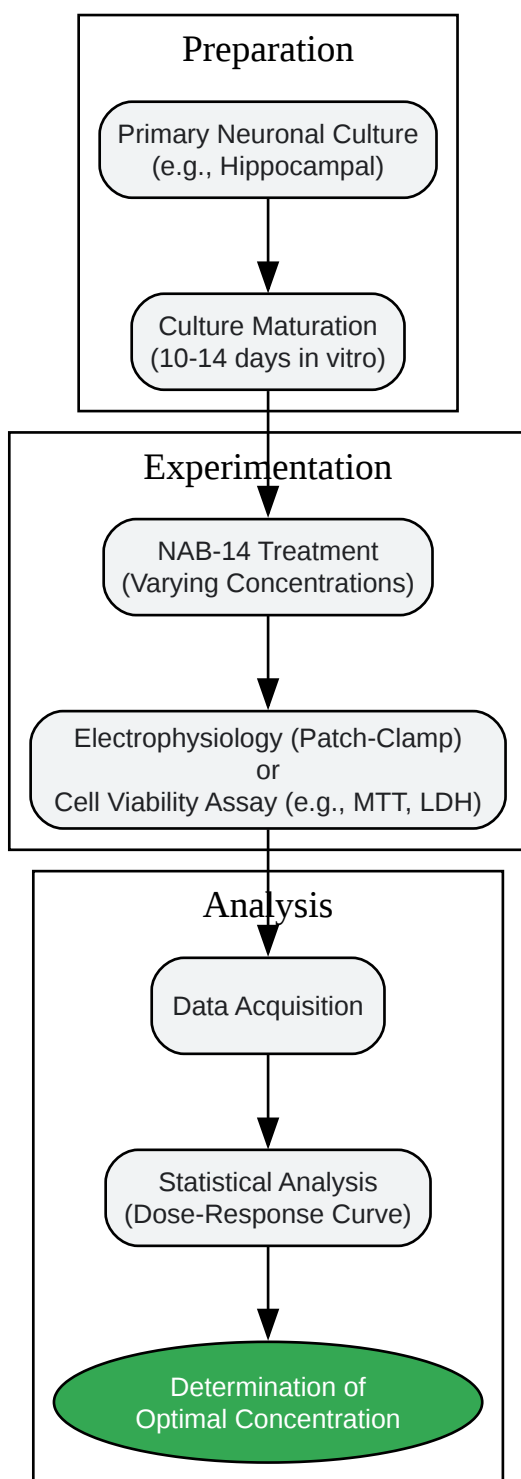 Preparation
Primary Neuronal Culture
(e.g., Hippocampal)
Culture Maturation
(10-14 days in vitro)
Experimentation
NAB-14 Treatment
(Varying Concentrations)
Electrophysiology (Patch-Clamp)
or
Cell Viability Assay (e.g., MTT, LDH)
Analysis
Data Acquisition
Statistical Analysis
(Dose-Response Curve)
Determination of
Optimal Concentration